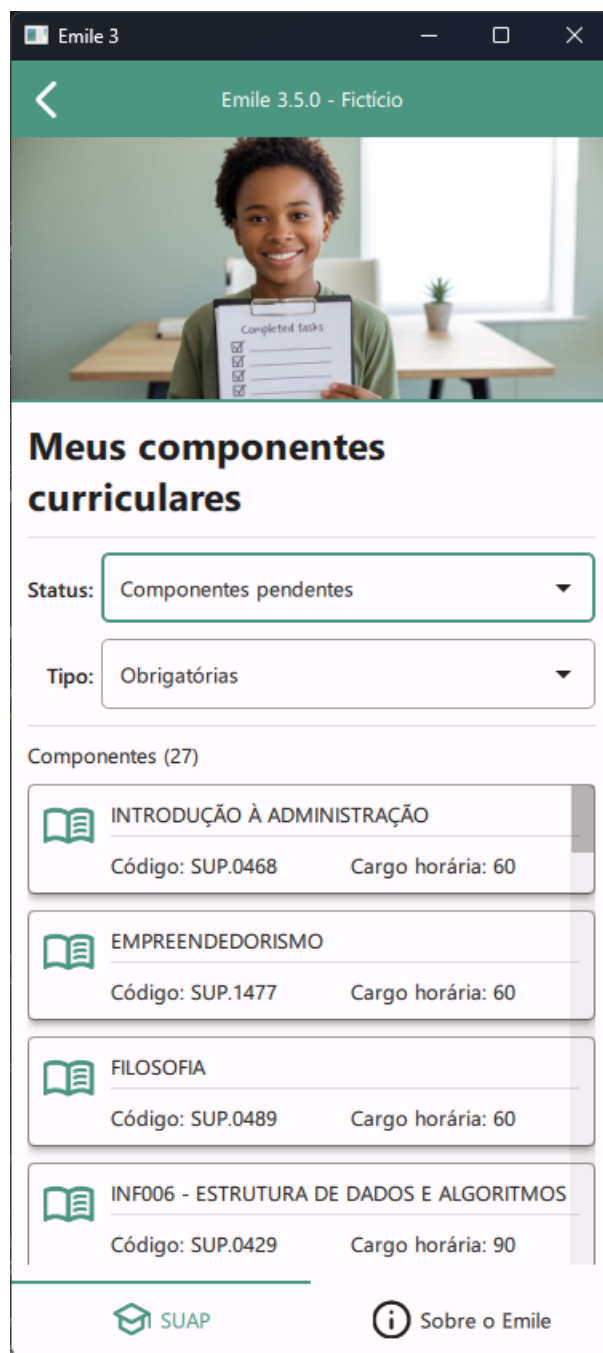 Emile 3
Emile 3.5.0 - Fictício
Completed tasks
Meus componentes
curriculares
Status: Componentes pendentes
Tipo: Obrigatórias
Componentes (27)
INTRODUÇÃO À ADMINISTRAÇÃO
Código: SUP.0468 Cargo horária: 60
EMPREENDEDORISMO
Código: SUP.1477 Cargo horária: 60
FILOSOFIA
Código: SUP.0489 Cargo horária: 60
INF006 - ESTRUTURA DE DADOS E ALGORITMOS
Código: SUP.0429 Cargo horária: 90
SUAP Sobre o Emile